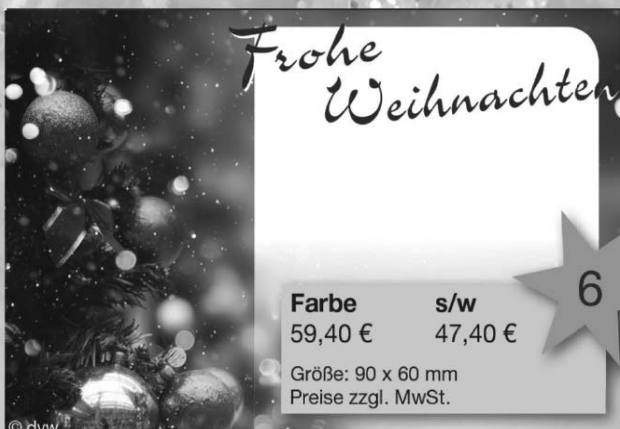 Frohe
Weihnachten
6
Farbe s/w
59,40 € 47,40 €
Größe: 90 x 60 mm
Preise zzgl. MwSt.
© dvw